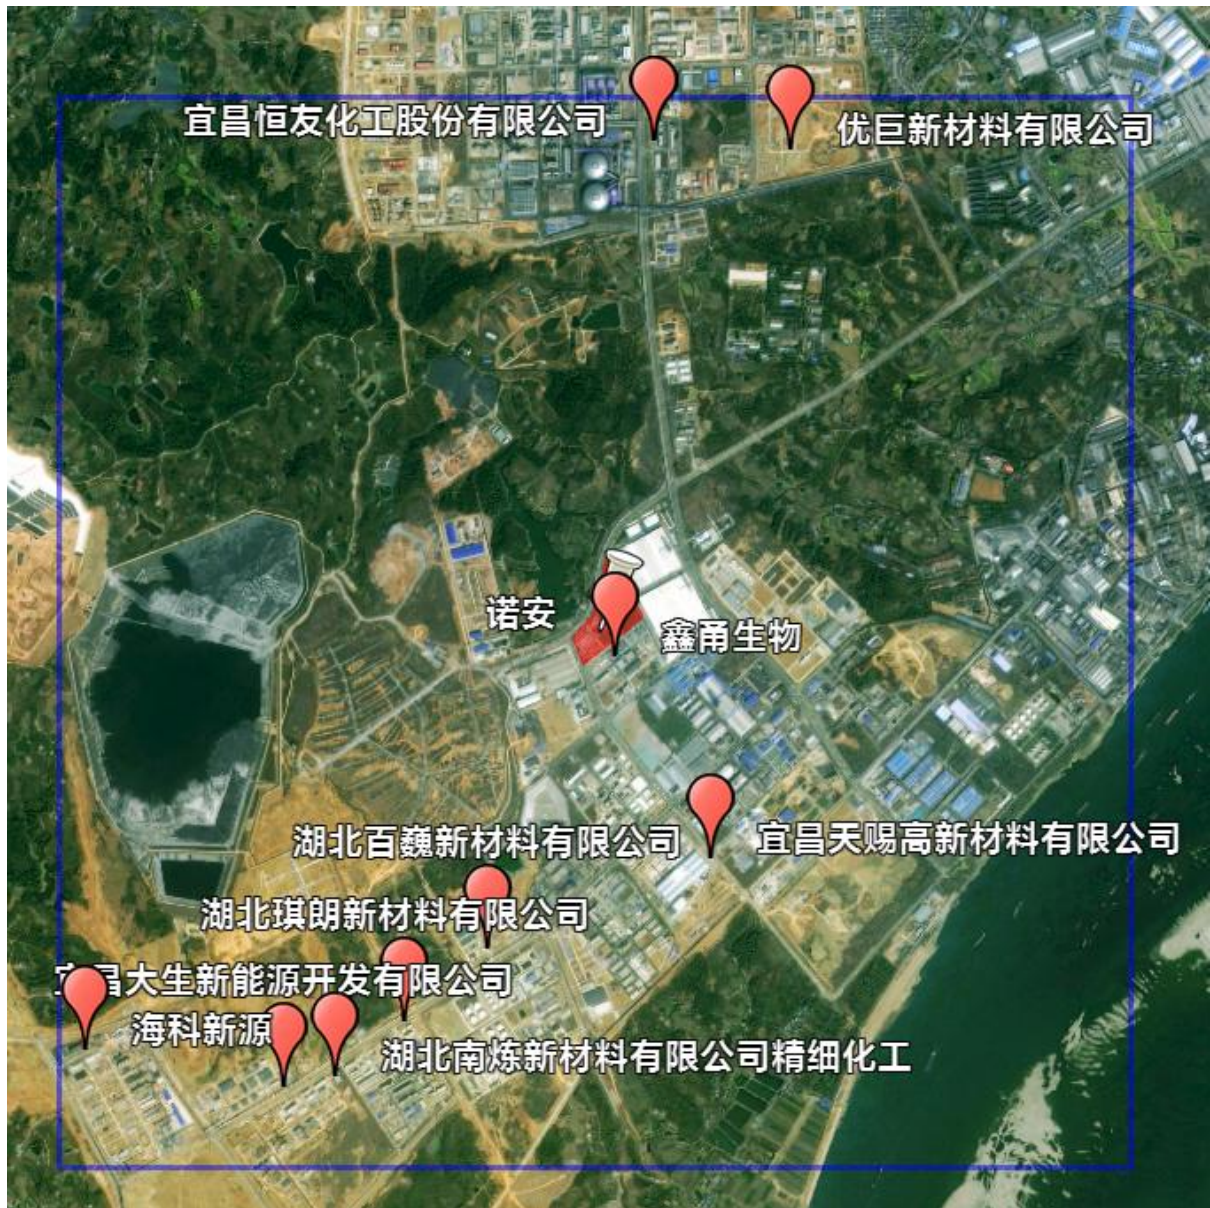 宜昌恒友化工股份有限公司
优巨新材料有限公司
诺安
鑫甬生物
湖北百巍新材料有限公司
宜昌天赐高新材料有限公司
湖北琪朗新材料有限公司
宜昌大生新能源开发有限公司
海科新源
湖北南炼新材料有限公司精细化工